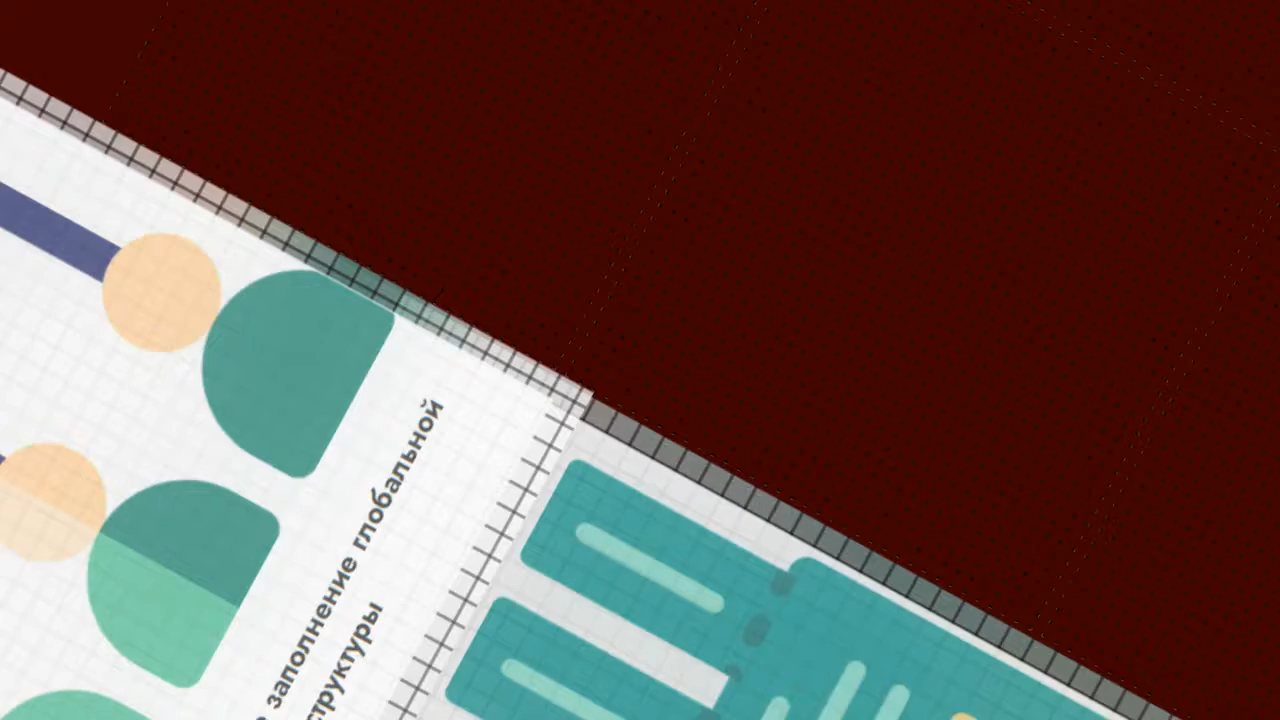 заполнение глобальной
структуры